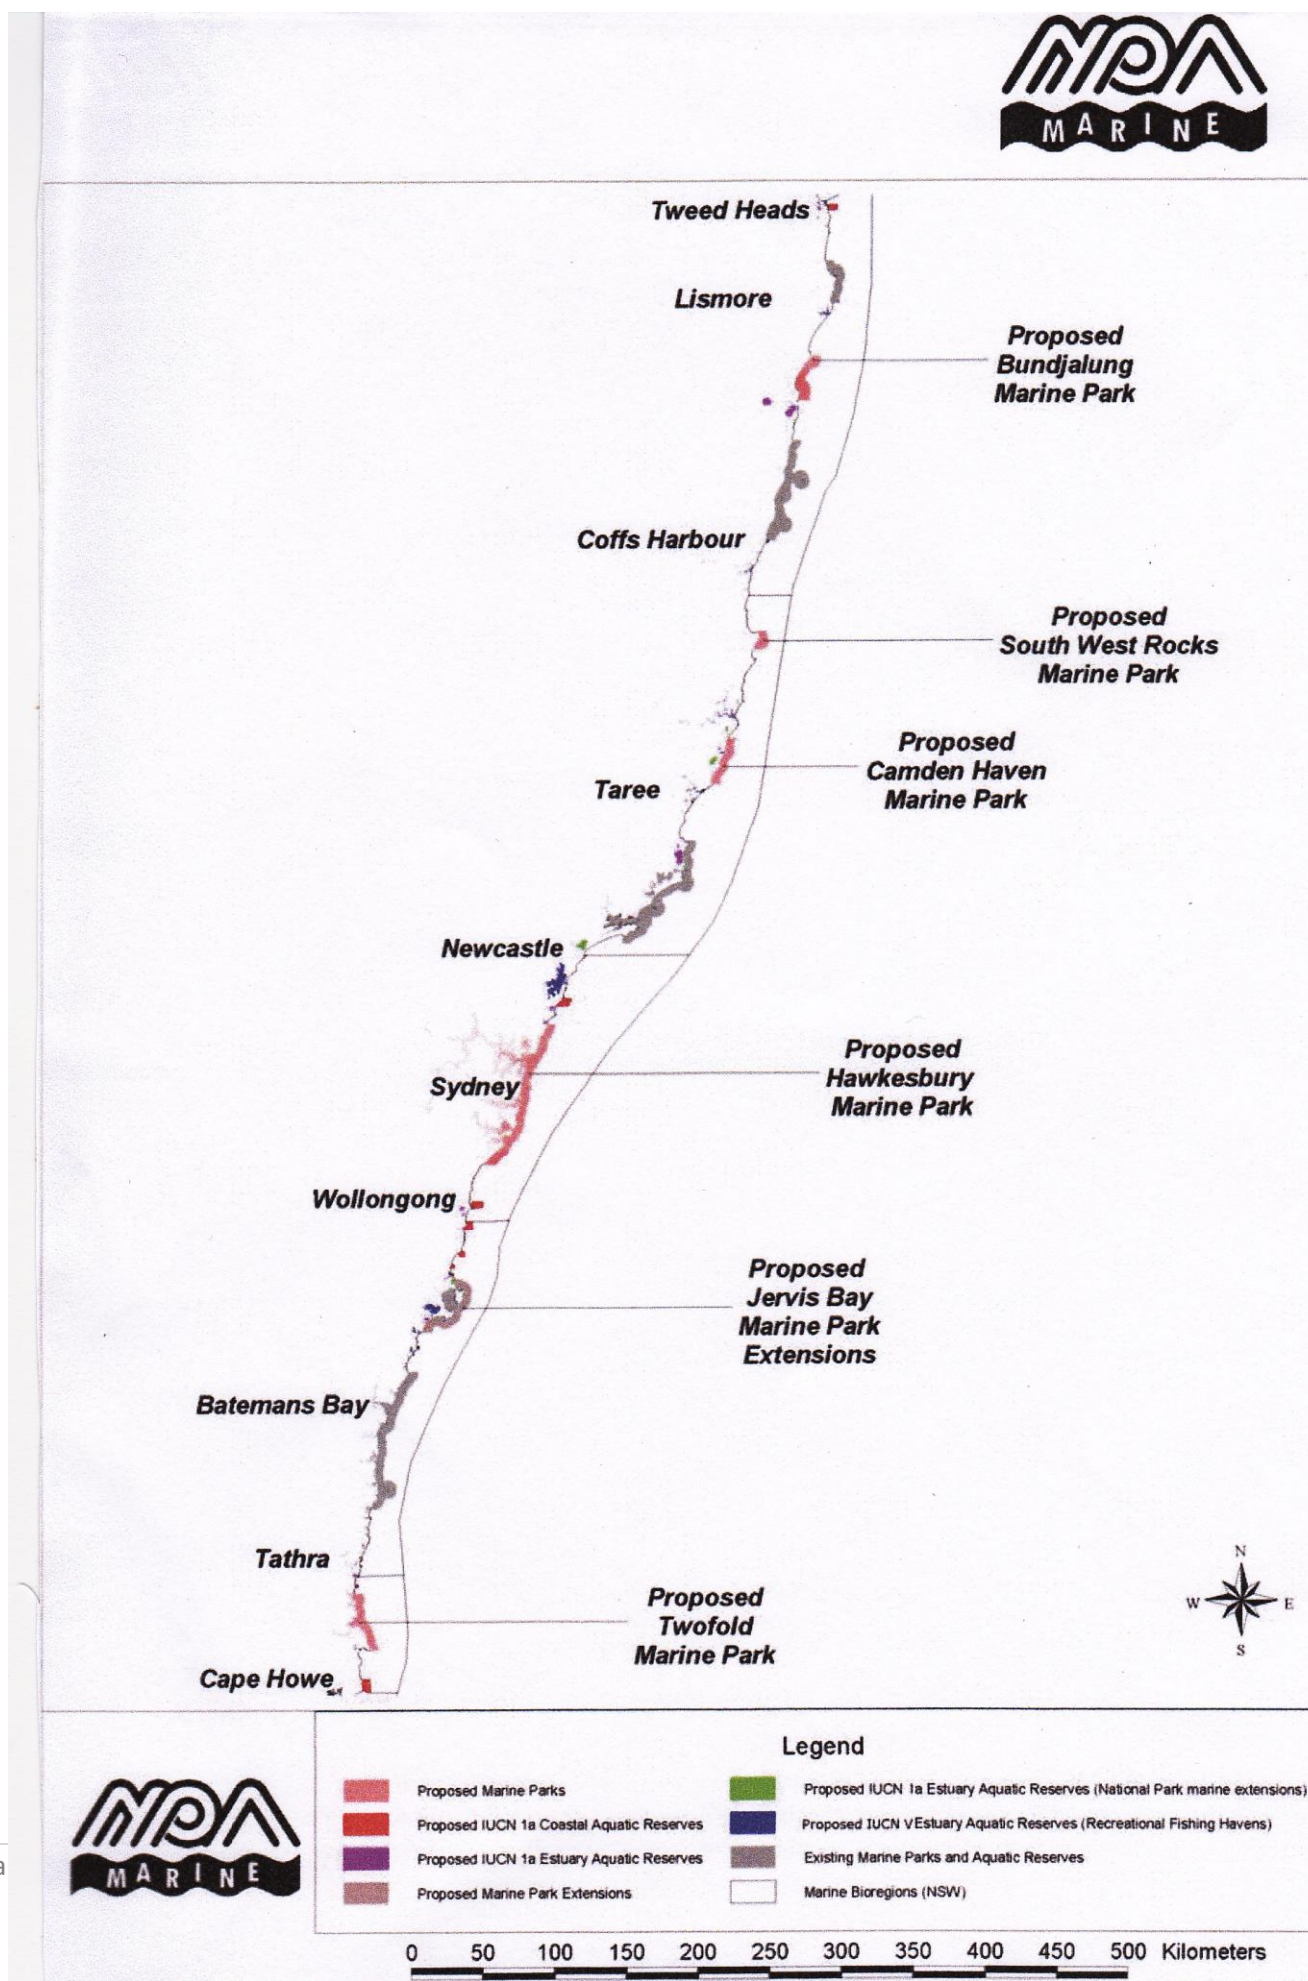 NPA
MARINE
Tweed Heads
Lismore
Proposed
Bundjalung
Marine Park
Coffs Harbour
Proposed
South West Rocks
Marine Park
Proposed
Camden Haven
Marine Park
Taree
Newcastle
Proposed
Hawkesbury
Marine Park
Sydney
Wollongong
Proposed
Jervis Bay
Marine Park
Extensions
Batemans Bay
Tathra
N
W E
S
Proposed
Twofold
Marine Park
Cape Howe
Legend
Proposed Marine Parks
Proposed IUCN 1a Coastal Aquatic Reserves
Proposed IUCN 1a Estuary Aquatic Reserves
Proposed Marine Park Extensions
Proposed IUCN 1a Estuary Aquatic Reserves (National Park marine extensions)
Proposed IUCN V Estuary Aquatic Reserves (Recreational Fishing Havens)
Existing Marine Parks and Aquatic Reserves
Marine Bioregions (NSW)
NPA
MARINE
a
0 50 100 150 200 250 300 350 400 450 500 Kilometers